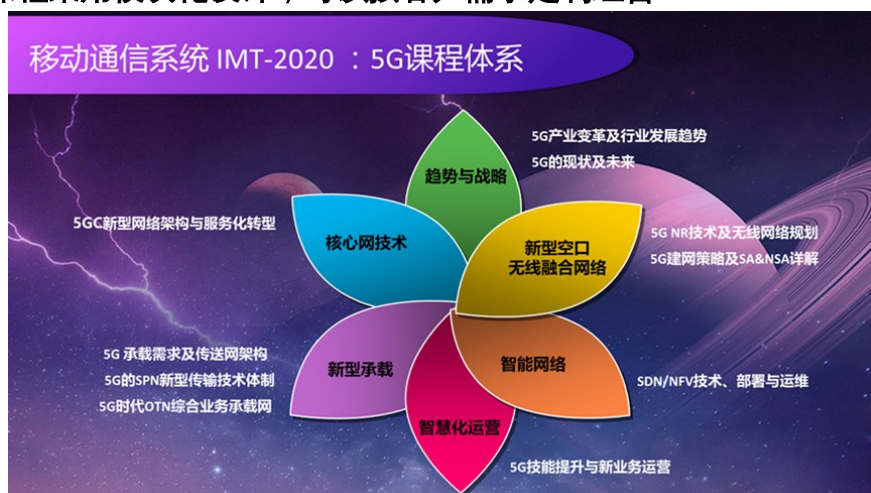 移动通信系统 IMT-2020 ：5G课程体系
趋势与战略
5G产业变革及行业发展趋势
5G的现状及未来
核心网技术
5GC新型网络架构与服务化转型
新型空口
无线融合网络
5G NR技术及无线网络规划
5G建网策略及SA&NSA详解
新型承载
5G 承载需求及传送网架构
5G的SPN新型传输技术体制
5G时代OTN综合业务承载网
智能网络
SDN/NFV技术、部署与运维
智慧化运营
5G技能提升与新业务运营